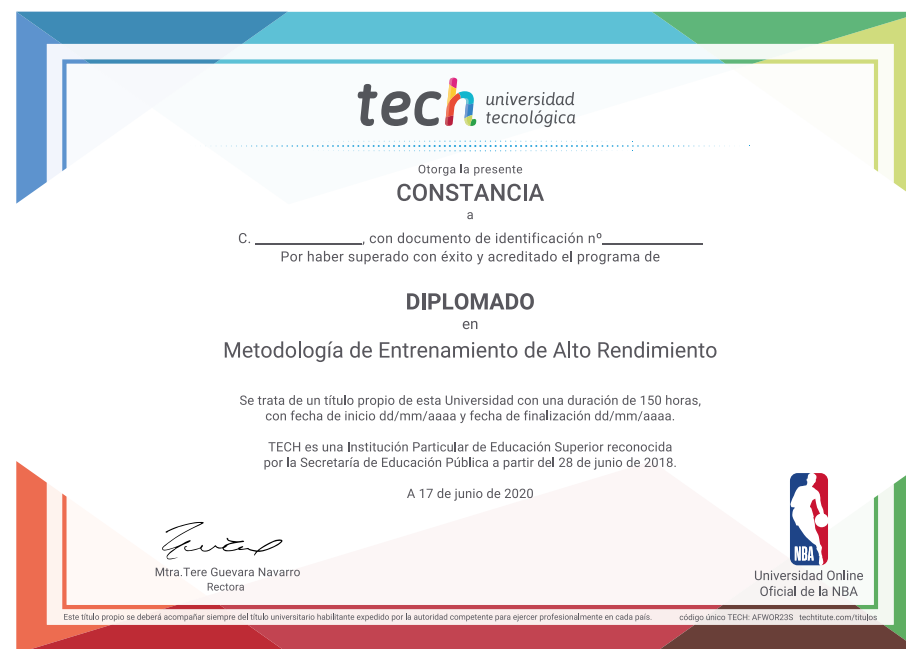 tech universidad
tecnológica
Otorga la presente
CONSTANCIA
a
C. ____________, con documento de identificación nº____________
Por haber superado con éxito y acreditado el programa de
DIPLOMADO
en
Metodología de Entrenamiento de Alto Rendimiento
Se trata de un título propio de esta Universidad con una duración de 150 horas,
con fecha de inicio dd/mm/aaaa y fecha de finalización dd/mm/aaaa.
TECH es una Institución Particular de Educación Superior reconocida
por la Secretaría de Educación Pública a partir del 28 de junio de 2018.
A 17 de junio de 2020
Mtra.Tere Guevara Navarro
Rectora
NBA
Universidad Online
Oficial de la NBA
Este título propio se deberá acompañar siempre del título universitario habilitante expedido por la autoridad competente para ejercer profesionalmente en cada país. código único TECH: AFWOR23S techtitute.com/titulos